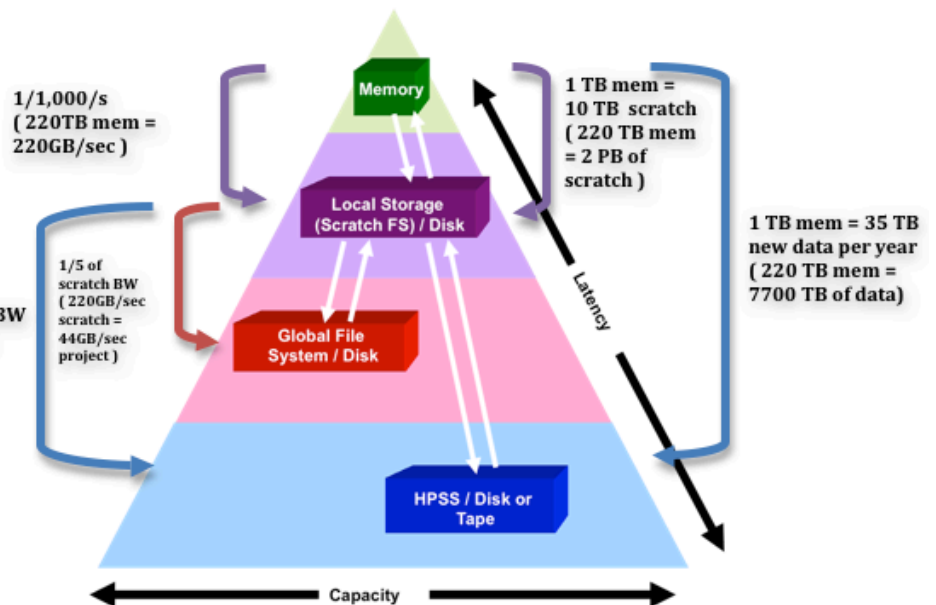 Memory
1/1,000/s
( 220TB mem =
220GB/sec )
1 TB mem =
10 TB scratch
( 220 TB mem
= 2 PB of
scratch )
Local Storage
(Scratch FS) / Disk
1 TB mem = 35 TB
new data per year
( 220 TB mem =
7700 TB of data)
1/5 of
scratch BW
( 220GB/sec
scratch =
44GB/sec
project )
BW
Latency
Global File
System / Disk
HPSS / Disk or
Tape
Capacity